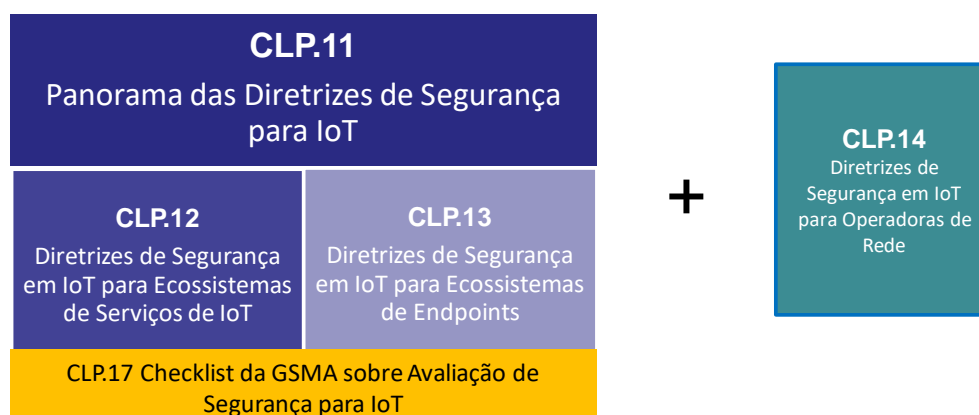 CLP.11
Panorama das Diretrizes de Segurança
para IoT
CLP.12
Diretrizes de Segurança
em IoT para Ecossistemas
de Serviços de IoT
CLP.13
Diretrizes de Segurança
em IoT para Ecossistemas
de Endpoints
CLP.17 Checklist da GSMA sobre Avaliação de
Segurança para IoT
+
CLP.14
Diretrizes de
Segurança em IoT
para Operadoras de
Rede